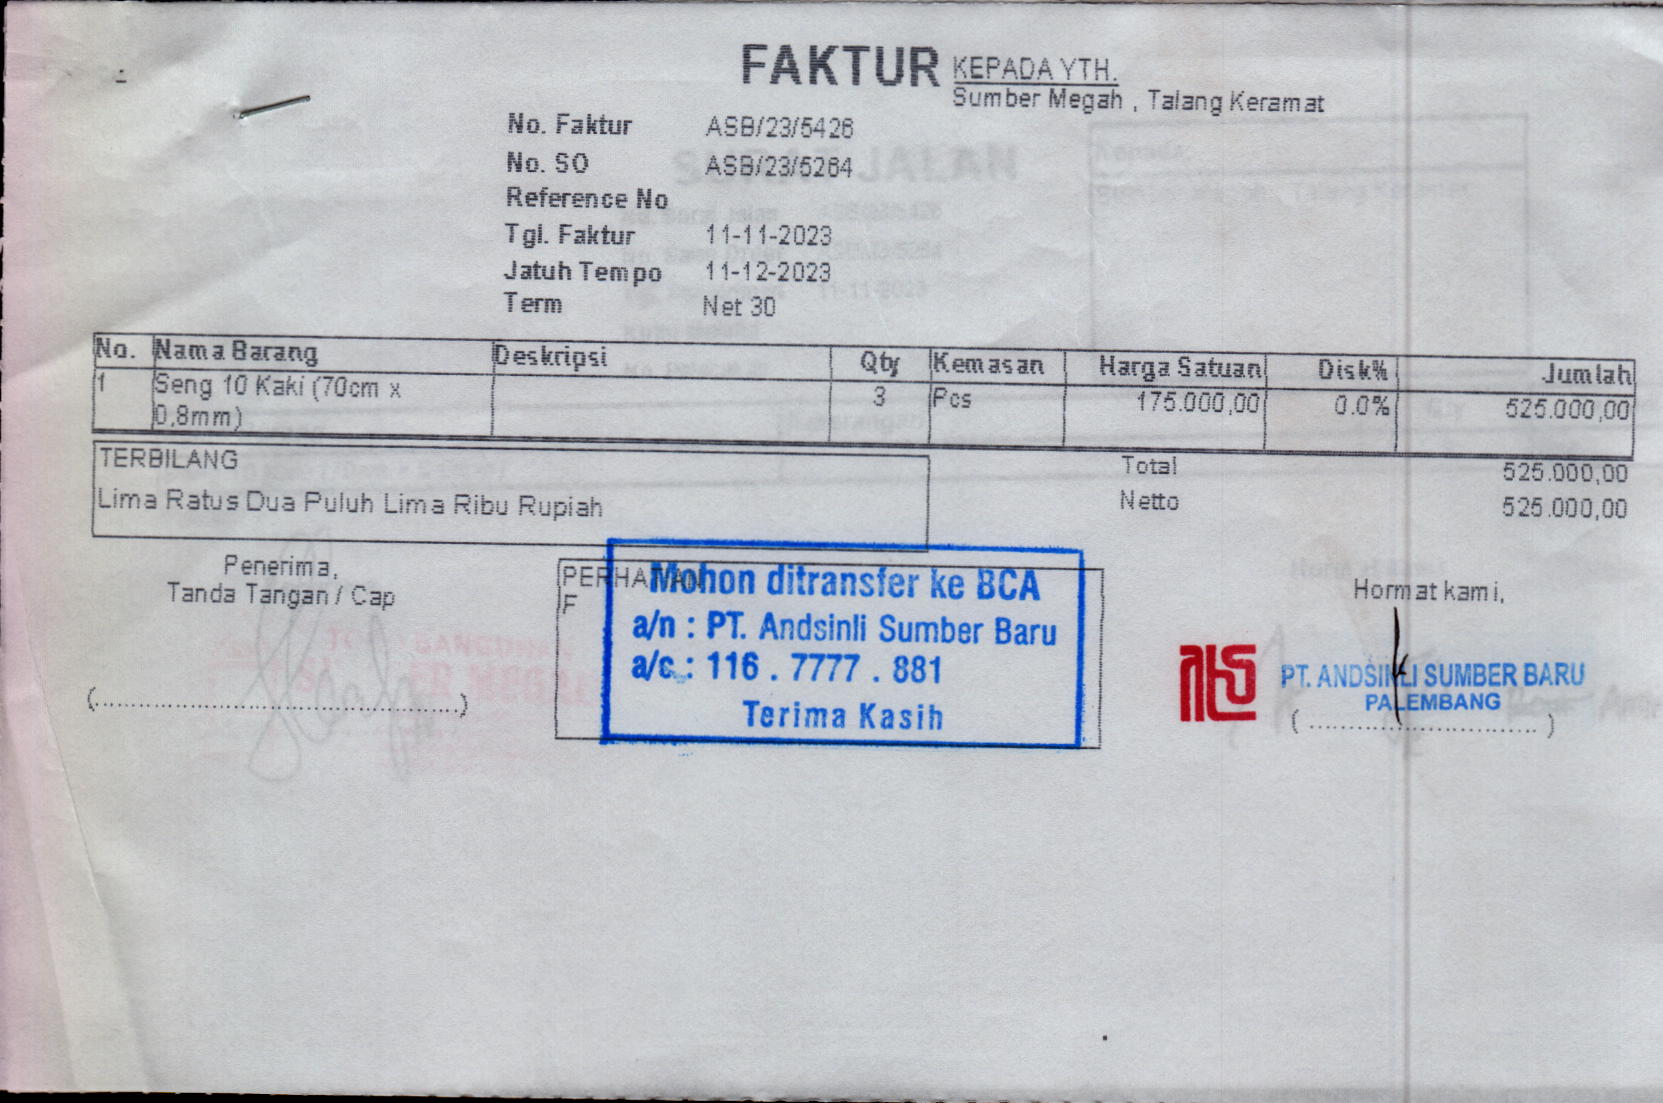 FAKTUR
KEPADA YTH.
Sumber Megah , Talang Keramat
No. Faktur ASB/23/5426
No. SO ASB/23/5264
Reference No
Tgl. Faktur 11-11-2023
Jatuh Tempo 11-12-2023
Term Net 30
No. Nama Barang Deskripsi Qty Kemasan Harga Satuan Disk% Jumlah
1 Seng 10 Kaki (70cm x 3 Pcs 175.000,00 0.0% 525.000,00
0,8mm)
TERBILANG
Lima Ratus Dua Puluh Lima Ribu Rupiah
Total 525.000,00
Netto 525.000,00
Penerima,
Tanda Tangan / Cap
(......................................................)
PERHATIAN
F
Mohon ditransfer ke BCA
a/n : PT. Andsinli Sumber Baru
a/c : 116 . 7777 . 881
Terima Kasih
Hormat kami,
PT. ANDSINLI SUMBER BARU
PALEMBANG
( ................................. )
SURAT JALAN
Kepada